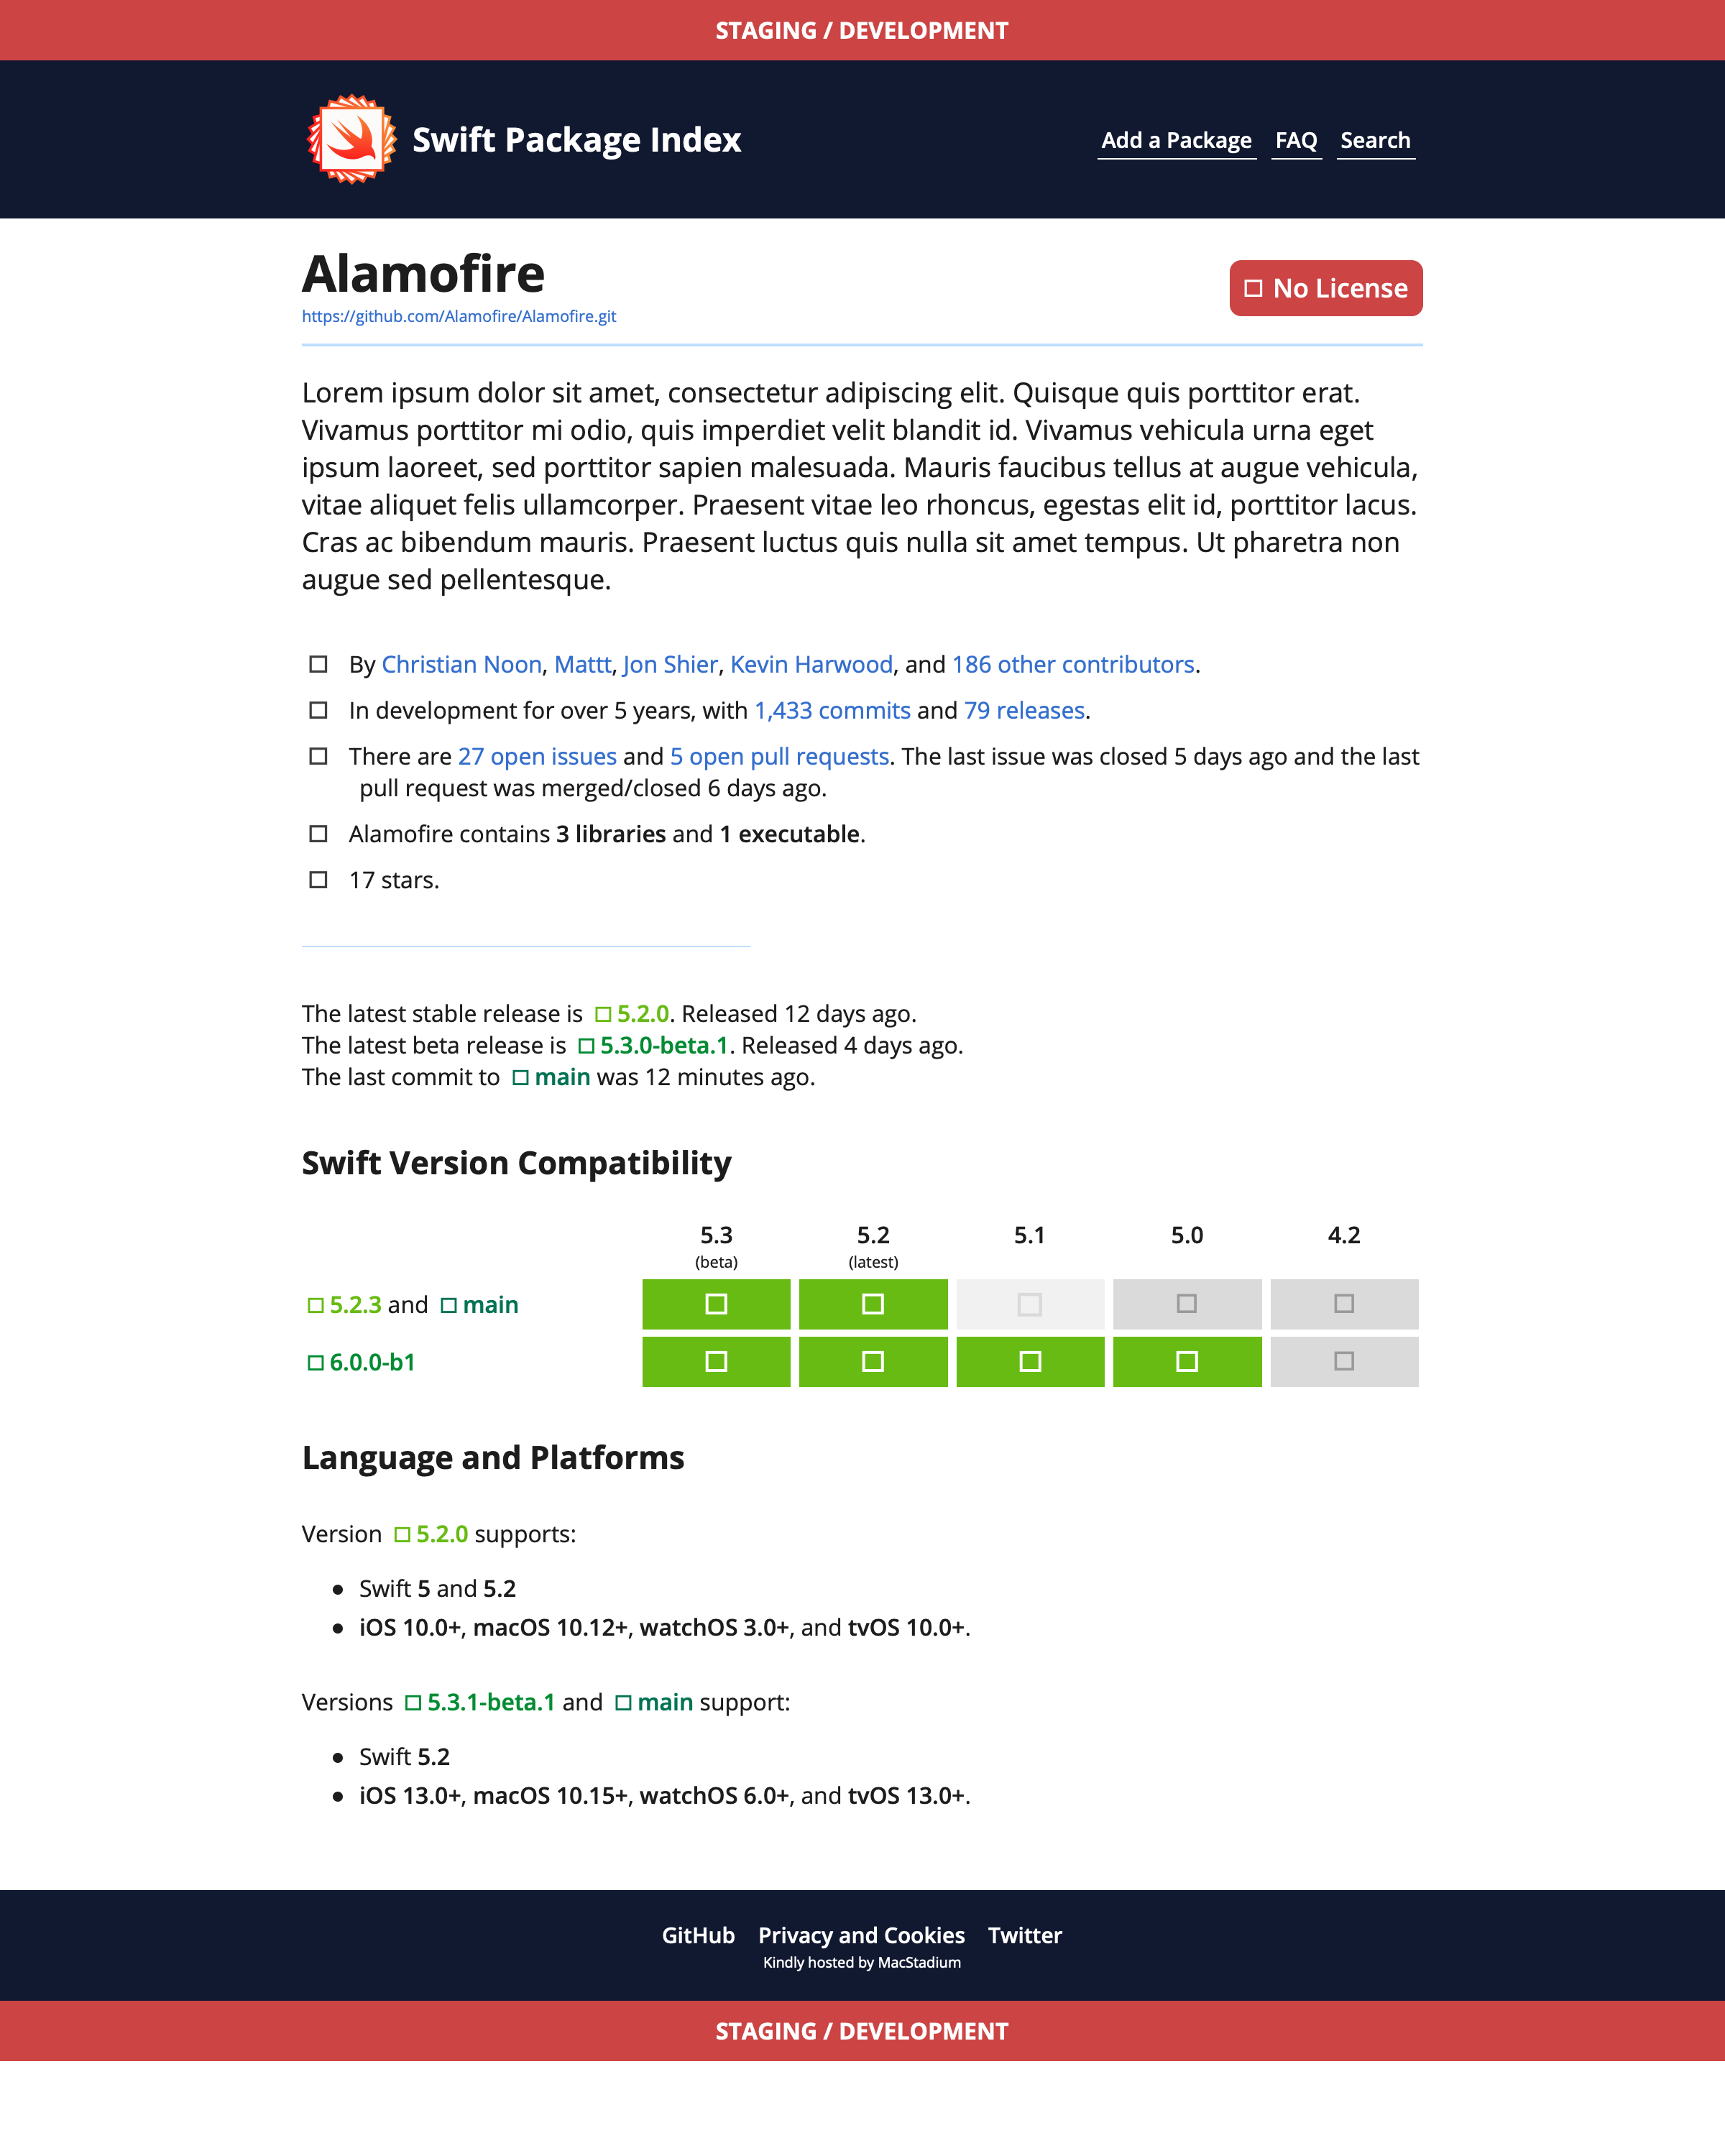 STAGING / DEVELOPMENT
Swift Package Index
Add a Package FAQ Search
Alamofire
No License
https://github.com/Alamofire/Alamofire.git
Lorem ipsum dolor sit amet, consectetur adipiscing elit. Quisque quis porttitor erat.
Vivamus porttitor mi odio, quis imperdiet velit blandit id. Vivamus vehicula urna eget
ipsum laoreet, sed porttitor sapien malesuada. Mauris faucibus tellus at augue vehicula,
vitae aliquet felis ullamcorper. Praesent vitae leo rhoncus, egestas elit id, porttitor lacus.
Cras ac bibendum mauris. Praesent luctus quis nulla sit amet tempus. Ut pharetra non
augue sed pellentesque.
By Christian Noon, Mattt, Jon Shier, Kevin Harwood, and 186 other contributors.
In development for over 5 years, with 1,433 commits and 79 releases.
There are 27 open issues and 5 open pull requests. The last issue was closed 5 days ago and the last
pull request was merged/closed 6 days ago.
Alamofire contains 3 libraries and 1 executable.
17 stars.
The latest stable release is 5.2.0. Released 12 days ago.
The latest beta release is 5.3.0-beta.1. Released 4 days ago.
The last commit to main was 12 minutes ago.
Swift Version Compatibility
5.3 5.2 5.1 5.0 4.2
(beta) (latest)
5.2.3 and main
6.0.0-b1
Language and Platforms
Version 5.2.0 supports:
● Swift 5 and 5.2
● iOS 10.0+, macOS 10.12+, watchOS 3.0+, and tvOS 10.0+.
Versions 5.3.1-beta.1 and main support:
● Swift 5.2
● iOS 13.0+, macOS 10.15+, watchOS 6.0+, and tvOS 13.0+.
GitHub Privacy and Cookies Twitter
Kindly hosted by MacStadium
STAGING / DEVELOPMENT